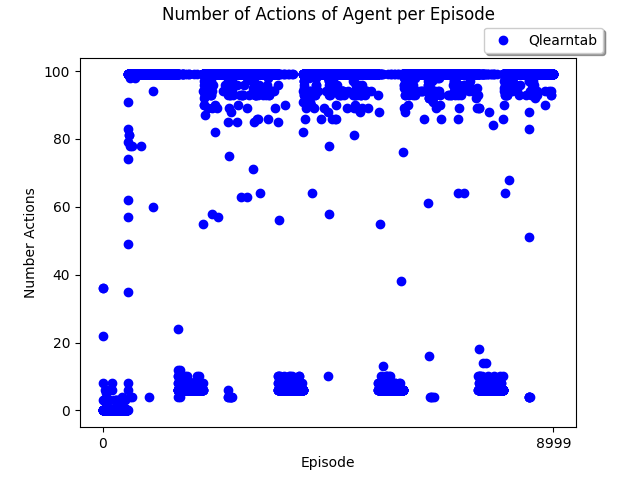 Number of Actions of Agent per Episode
Qlearntab
100
80
60
40
20
0
Number Actions
0
8999
Episode